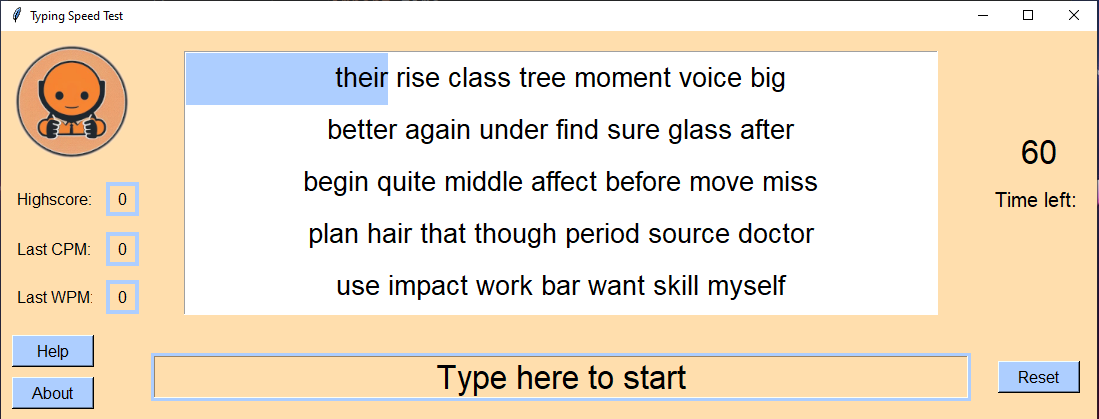 Typing Speed Test
their rise class tree moment voice big
better again under find sure glass after
begin quite middle affect before move miss
plan hair that though period source doctor
use impact work bar want skill myself
60
Time left:
Highscore: 0
Last CPM: 0
Last WPM: 0
Help
About
Type here to start
Reset